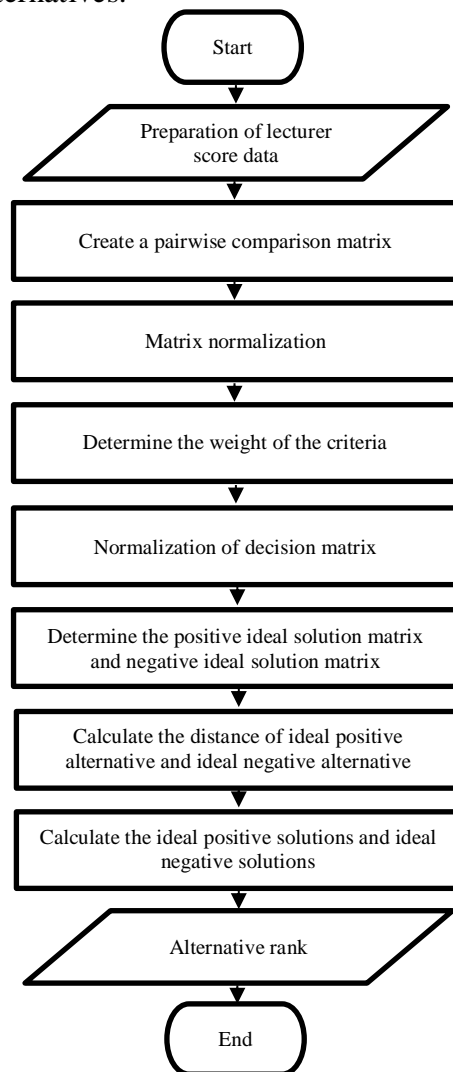 ternatives.
Start
Preparation of lecturer
score data
Create a pairwise comparison matrix
Matrix normalization
Determine the weight of the criteria
Normalization of decision matrix
Determine the positive ideal solution matrix
and negative ideal solution matrix
Calculate the distance of ideal positive
alternative and ideal negative alternative
Calculate the ideal positive solutions and ideal
negative solutions
Alternative rank
End